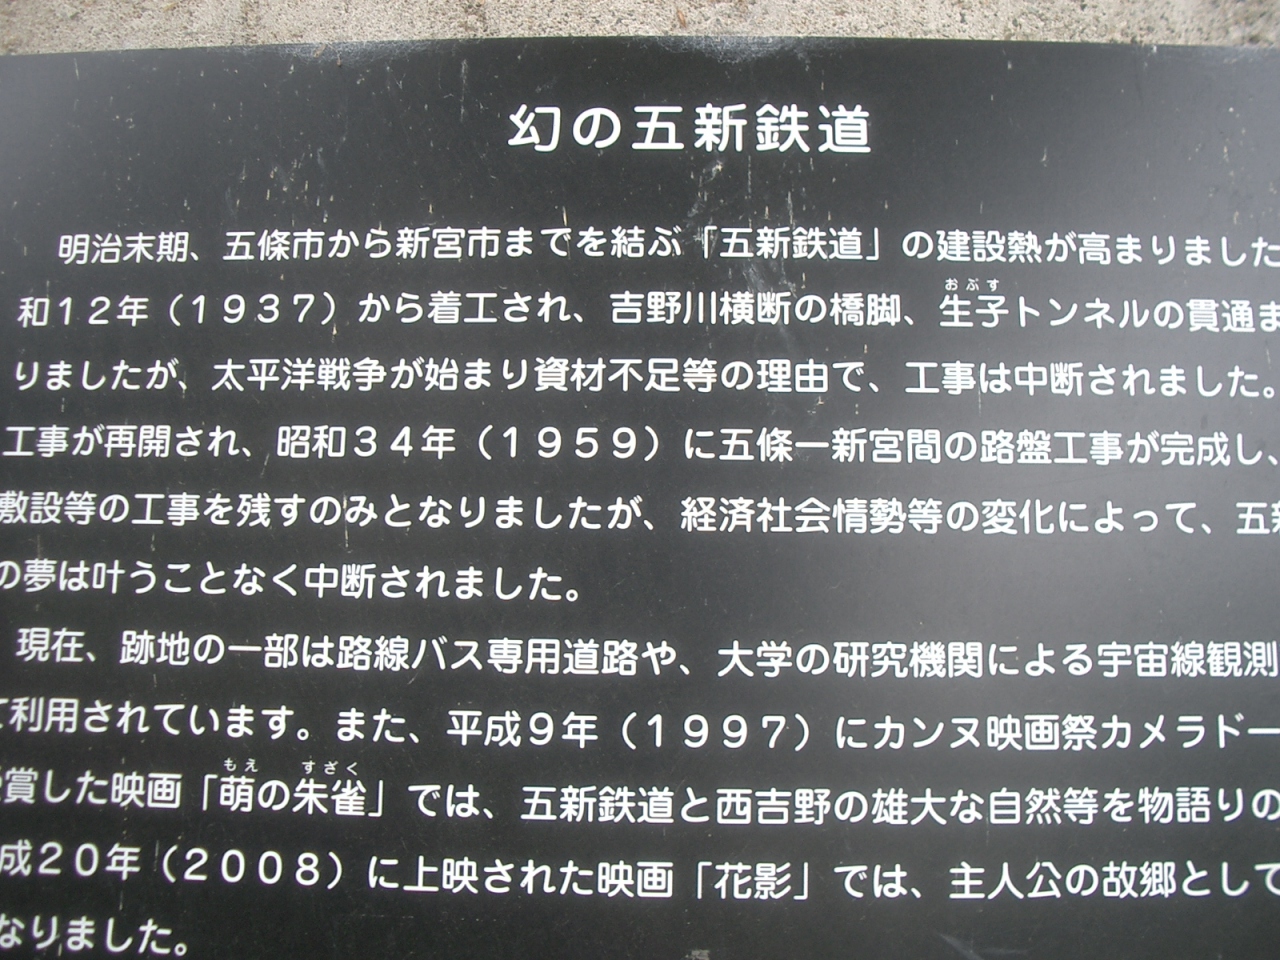 幻の五新鉄道
明治末期、五條市から新宮市までを結ぶ「五新鉄道」の建設熱が高まりました
おぶす
和12年（1937）から着工され、吉野川横断の橋脚、生子トンネルの貫通ま
りましたが、太平洋戦争が始まり資材不足等の理由で、工事は中断されました。
工事が再開され、昭和34年（1959）に五條ー新宮間の路盤工事が完成し、
敷設等の工事を残すのみとなりましたが、経済社会情勢等の変化によって、五新
の夢は叶うことなく中断されました。
現在、跡地の一部は路線バス専用道路や、大学の研究機関による宇宙線観測
て利用されています。また、平成9年（1997）にカンヌ映画祭カメラドー
もえ すざく
賞した映画「萌の朱雀」では、五新鉄道と西吉野の雄大な自然等を物語りの
成20年（2008）に上映された映画「花影」では、主人公の故郷として
なりました。